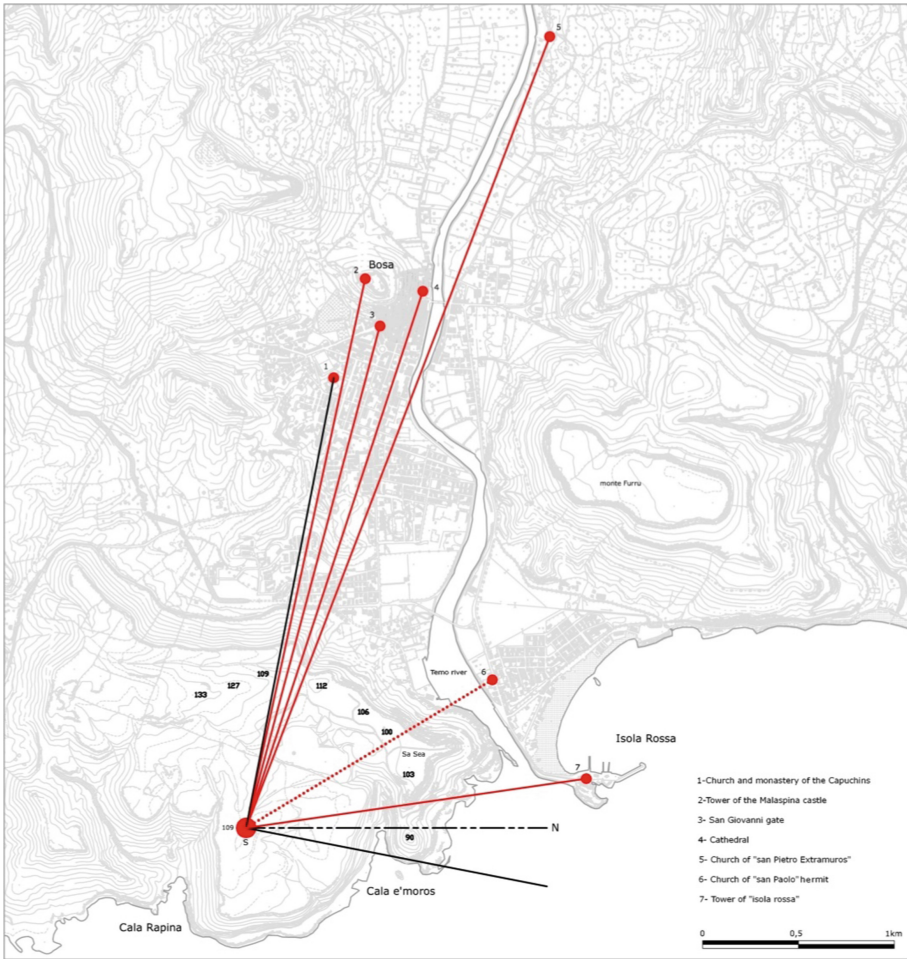 5
2
Bosa
4
3
1
monte Furru
Temo river
6
109
133
127
112
106
100
Sa Sea
103
Isola Rossa
7
109
S
N
90
Cala e'moros
Cala Rapina
1-Church and monastery of the Capuchins
2-Tower of the Malaspina castle
3- San Giovanni gate
4- Cathedral
5- Church of "san Pietro Extramuros"
6- Church of "san Paolo" hermit
7- Tower of "isola rossa"
0 0,5 1km